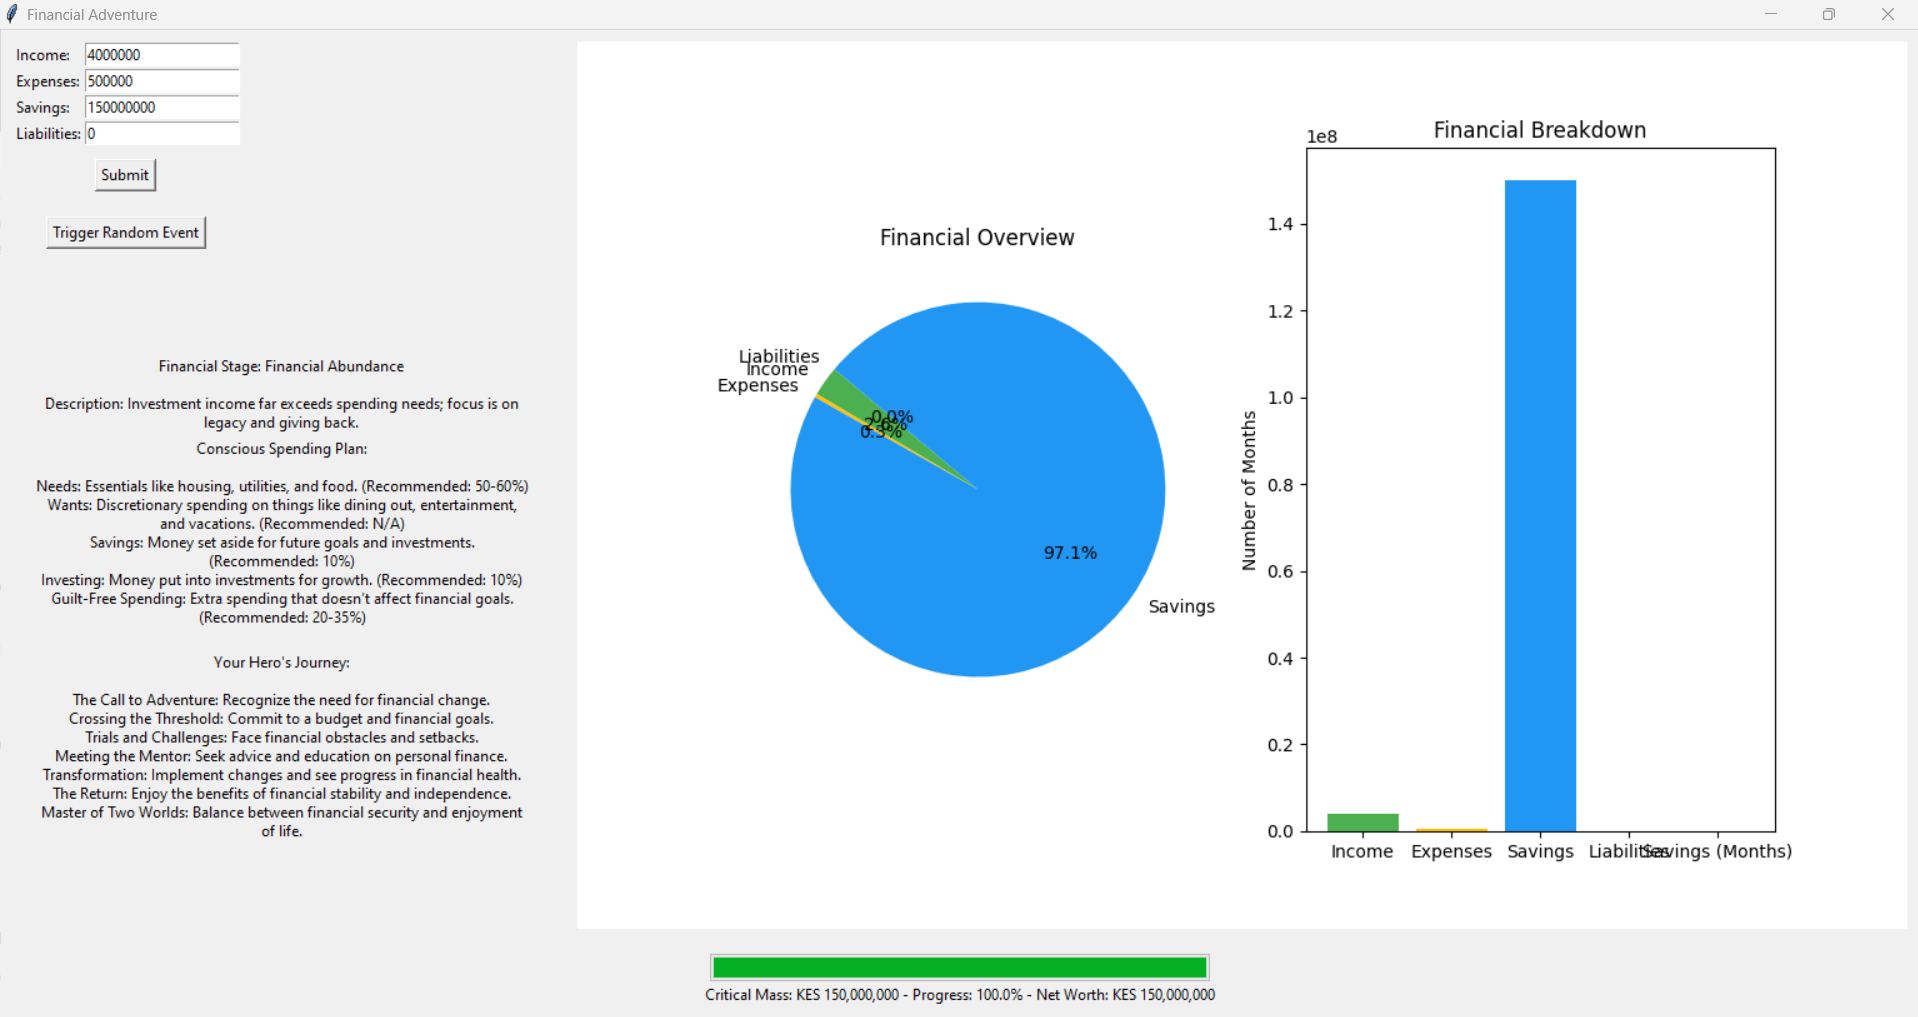 Financial Adventure
Income: 4000000
Expenses: 500000
Savings: 150000000
Liabilities: 0
Submit
Trigger Random Event
Financial Stage: Financial Abundance
Description: Investment income far exceeds spending needs; focus is on
legacy and giving back.
Conscious Spending Plan:
Needs: Essentials like housing, utilities, and food. (Recommended: 50-60%)
Wants: Discretionary spending on things like dining out, entertainment,
and vacations. (Recommended: N/A)
Savings: Money set aside for future goals and investments.
(Recommended: 10%)
Investing: Money put into investments for growth. (Recommended: 10%)
Guilt-Free Spending: Extra spending that doesn't affect financial goals.
(Recommended: 20-35%)
Your Hero's Journey:
The Call to Adventure: Recognize the need for financial change.
Crossing the Threshold: Commit to a budget and financial goals.
Trials and Challenges: Face financial obstacles and setbacks.
Meeting the Mentor: Seek advice and education on personal finance.
Transformation: Implement changes and see progress in financial health.
The Return: Enjoy the benefits of financial stability and independence.
Master of Two Worlds: Balance between financial security and enjoyment
of life.
Financial Overview
Liabilities
Income
Expenses
0.0%
2.6%
0.3%
97.1%
Savings
Financial Breakdown
1e8
1.4
1.2
1.0
0.8
0.6
0.4
0.2
0.0
Number of Months
Income Expenses Savings Liabilities Savings (Months)
Critical Mass: KES 150,000,000 - Progress: 100.0% - Net Worth: KES 150,000,000